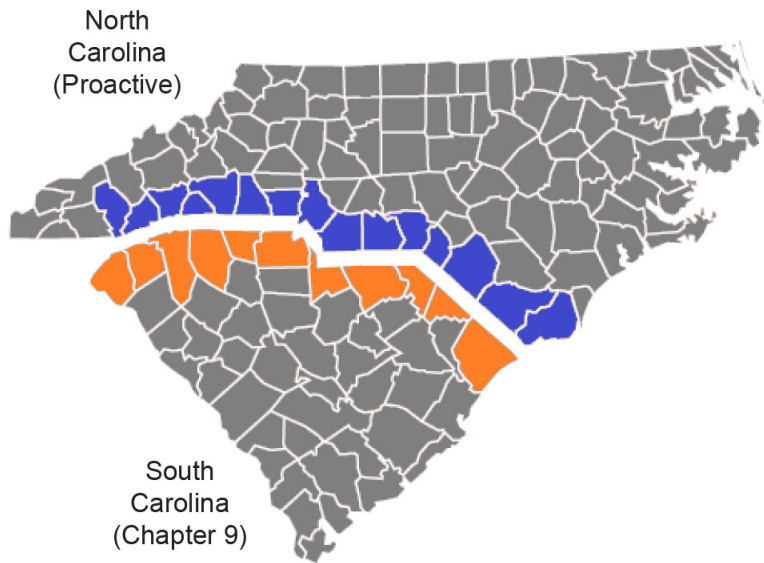 North
Carolina
(Proactive)
South
Carolina
(Chapter 9)